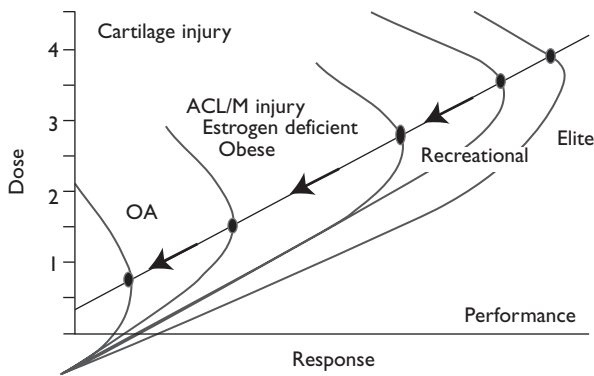 Cartilage injury
4
ACL/M injury
Estrogen deficient
Obese
3
Recreational
Elite
Dose
2
OA
1
Performance
Response